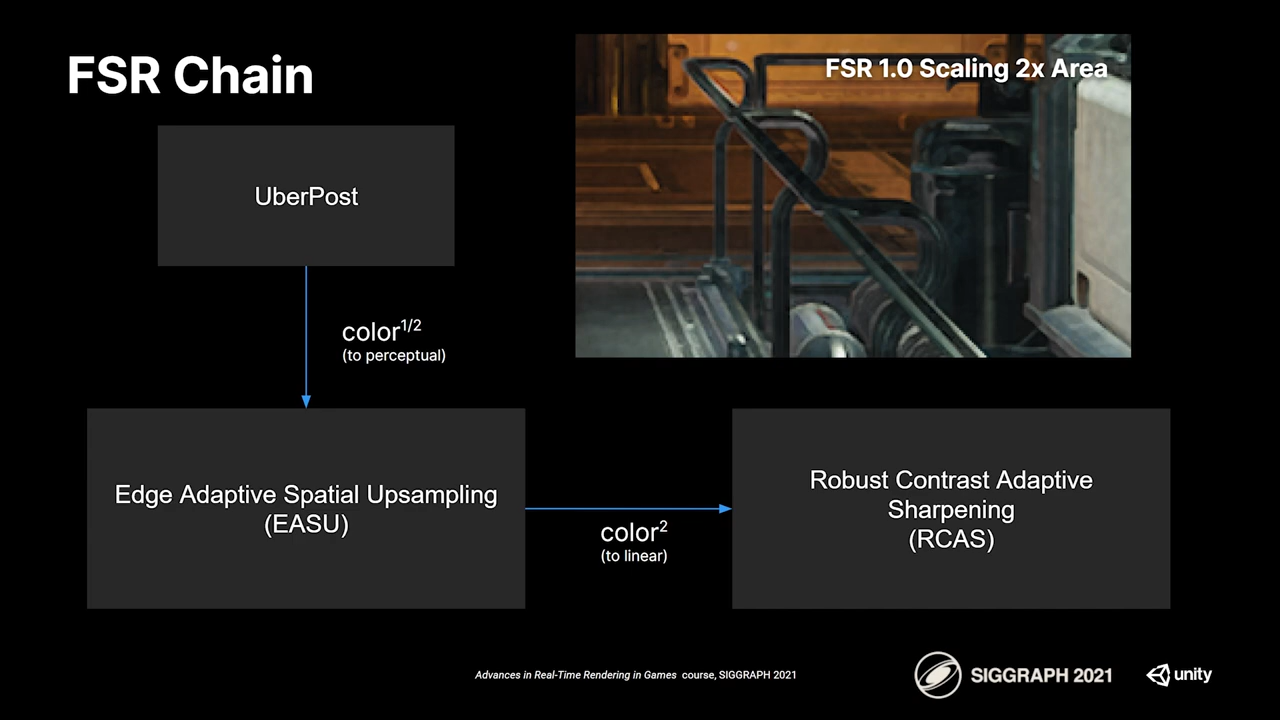 FSR Chain
FSR 1.0 Scaling 2x Area
UberPost
color1/2
(to perceptual)
Edge Adaptive Spatial Upsampling
(EASU)
color2
(to linear)
Robust Contrast Adaptive
Sharpening
(RCAS)
Advances in Real-Time Rendering in Games course, SIGGRAPH 2021
SIGGRAPH 2021
unity